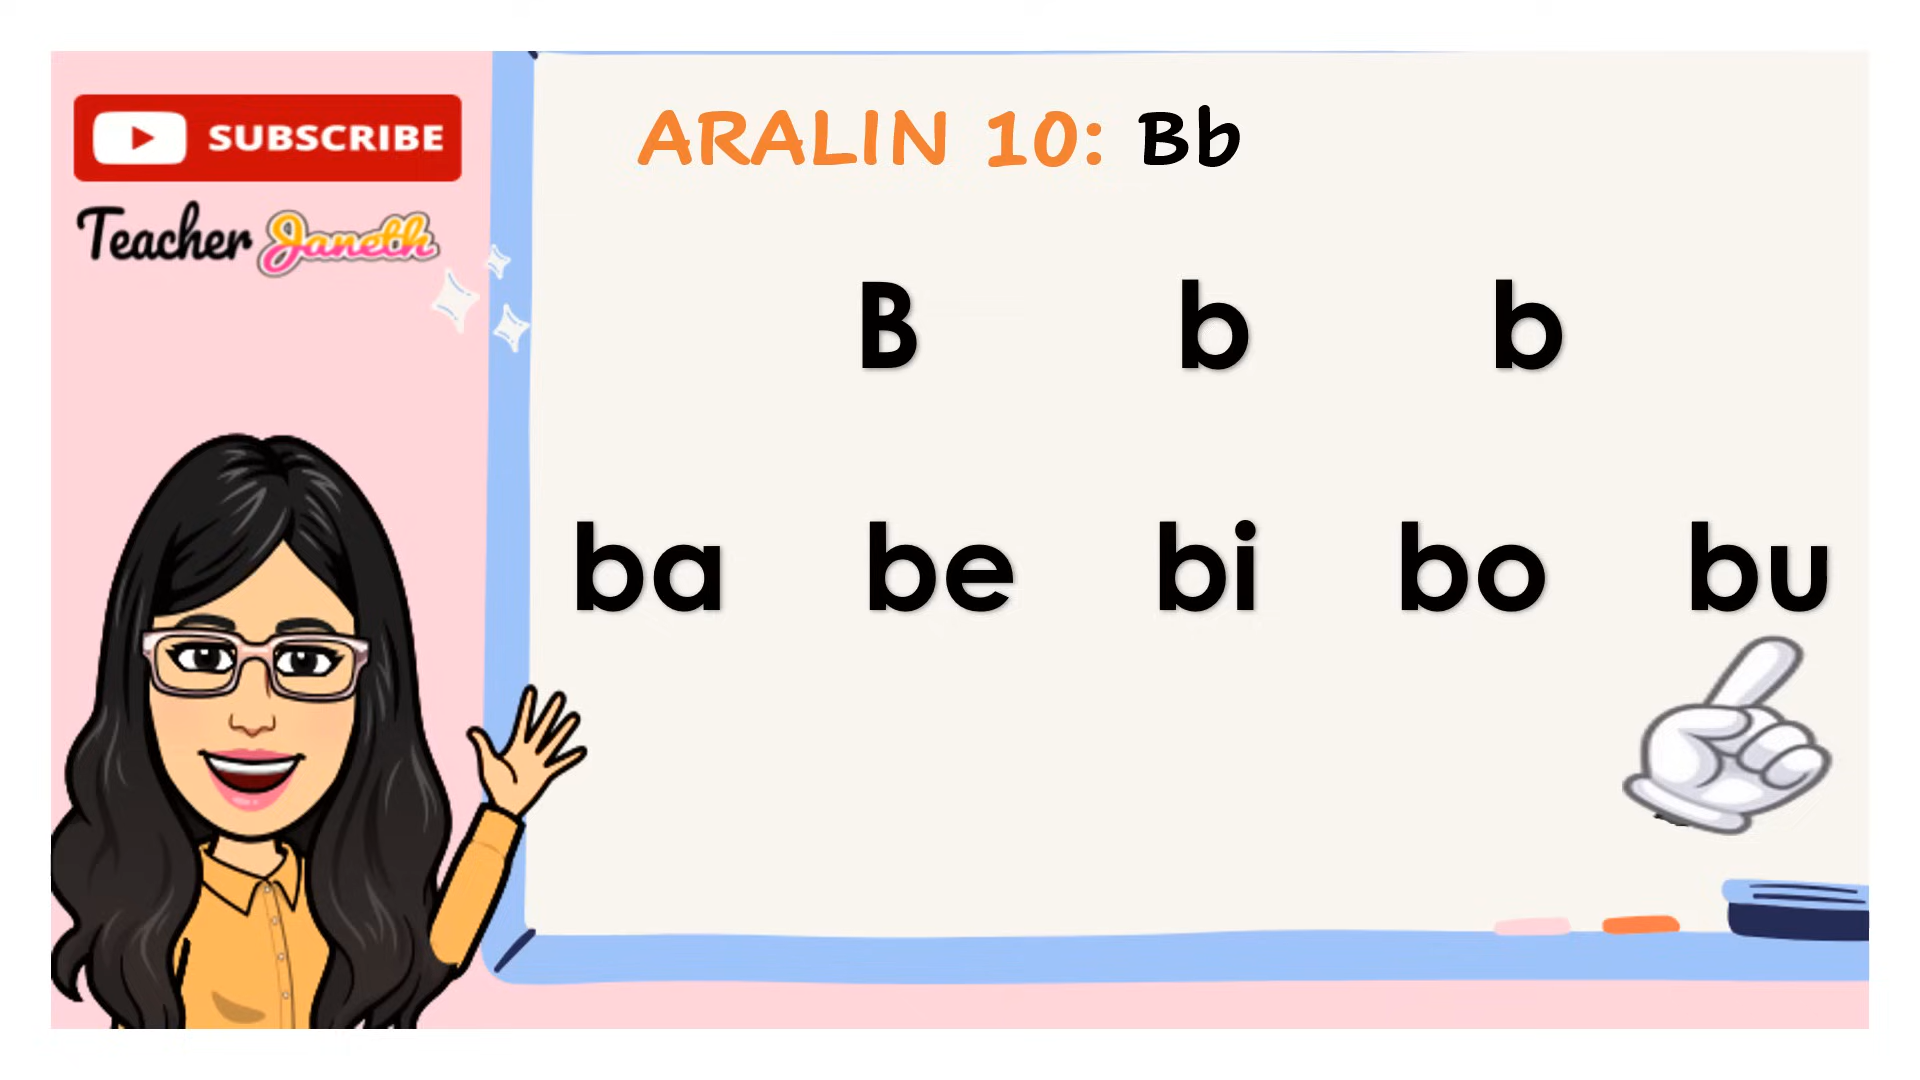 SUBSCRIBE
Teacher Janeth
ARALIN 10: Bb
B b b
ba be bi bo bu